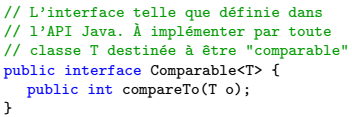 // L'interface telle que définie dans
// l'API Java. À implémenter par toute
// classe T destinée à être "comparable"
public interface Comparable<T> {
public int compareTo(T o);
}